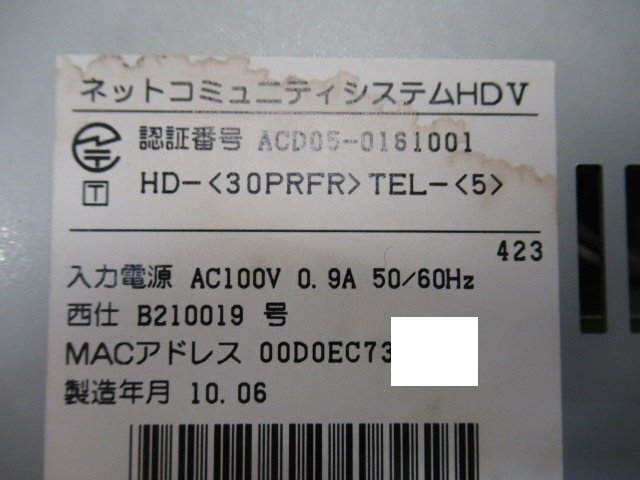 ネットコミュニティシステムHDV
認証番号 ACD05-0161001
T
HD-<30PRFR>TEL-<5>
423
入力電源 AC100V 0.9A 50/60Hz
西仕 B210019 号
MACアドレス 00D0EC73
製造年月 10.06